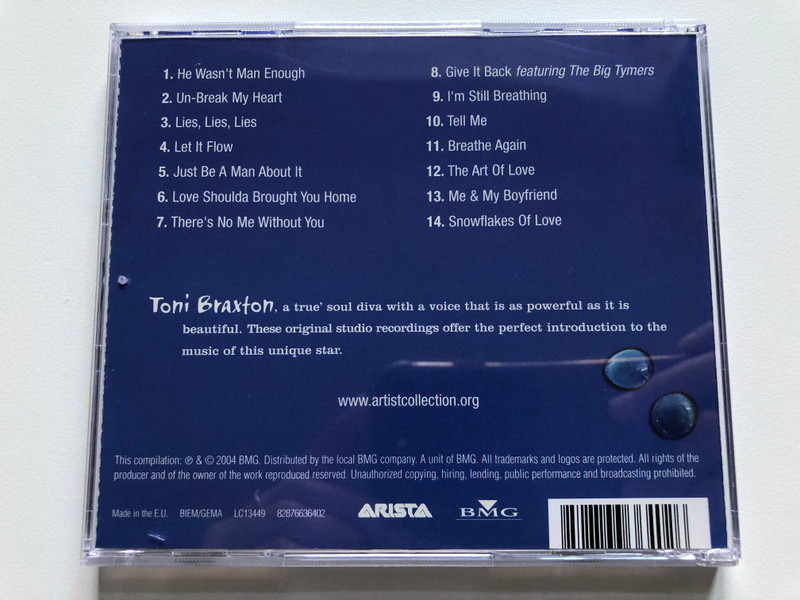 1. He Wasn't Man Enough
2. Un-Break My Heart
3. Lies, Lies, Lies
4. Let It Flow
5. Just Be A Man About It
6. Love Shoulda Brought You Home
7. There's No Me Without You
8. Give It Back featuring The Big Tymers
9. I'm Still Breathing
10. Tell Me
11. Breathe Again
12. The Art Of Love
13. Me & My Boyfriend
14. Snowflakes Of Love
Toni Braxton, a true' soul diva with a voice that is as powerful as it is
beautiful. These original studio recordings offer the perfect introduction to the
music of this unique star.
www.artistcollection.org
This compilation: ℗ & © 2004 BMG. Distributed by the local BMG company. A unit of BMG. All trademarks and logos are protected. All rights of the
producer and of the owner of the work reproduced reserved. Unauthorized copying, hiring, lending, public performance and broadcasting prohibited.
Made in the E.U. BIEM/GEMA LC13449 82876636402 ARISTA BMG